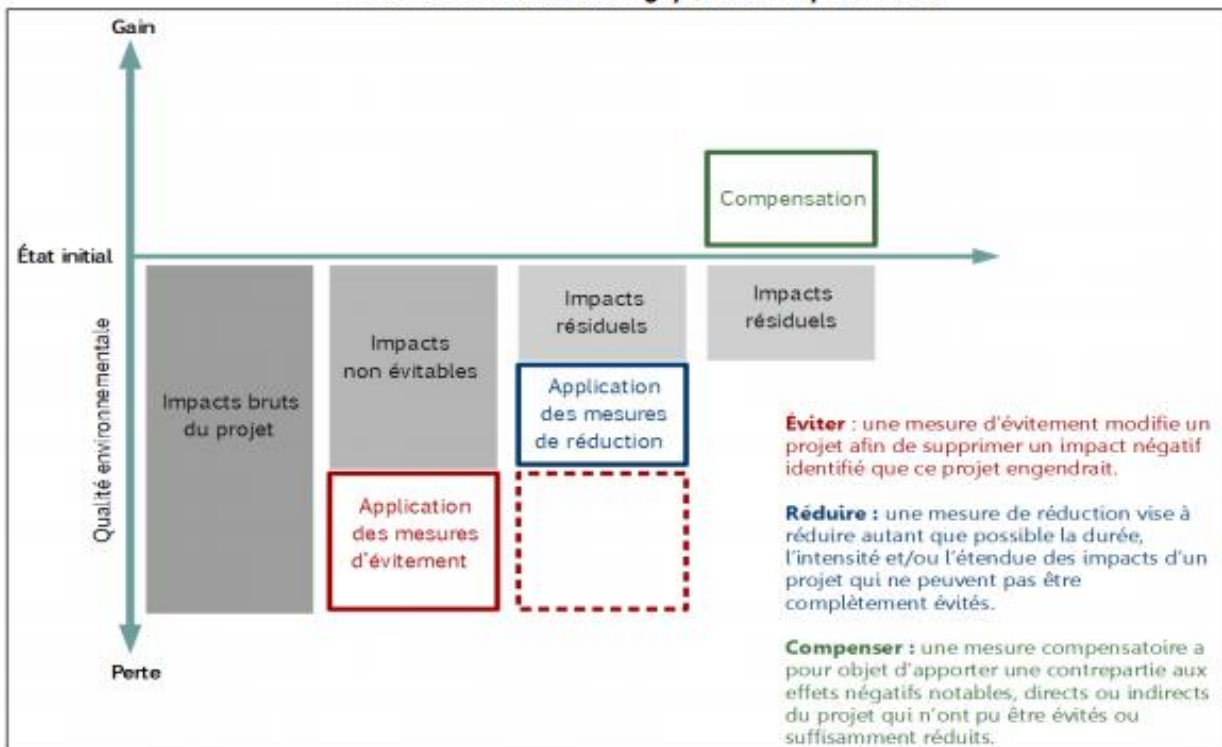 Gain
Compensation
État initial
Impacts bruts
du projet
Impacts
non évitables
Impacts
résiduels
Impacts
résiduels
Application
des mesures
de réduction
Application
des mesures
d'évitement
Qualité environnementale
Perte
Éviter : une mesure d'évitement modifie un
projet afin de supprimer un impact négatif
identifié que ce projet engendrait.
Réduire : une mesure de réduction vise à
réduire autant que possible la durée,
l'intensité et/ou l'étendue des impacts d'un
projet qui ne peuvent pas être
complètement évités.
Compenser : une mesure compensatoire a
pour objet d'apporter une contrepartie aux
effets négatifs notables, directs ou indirects
du projet qui n'ont pu être évités ou
suffisamment réduits.